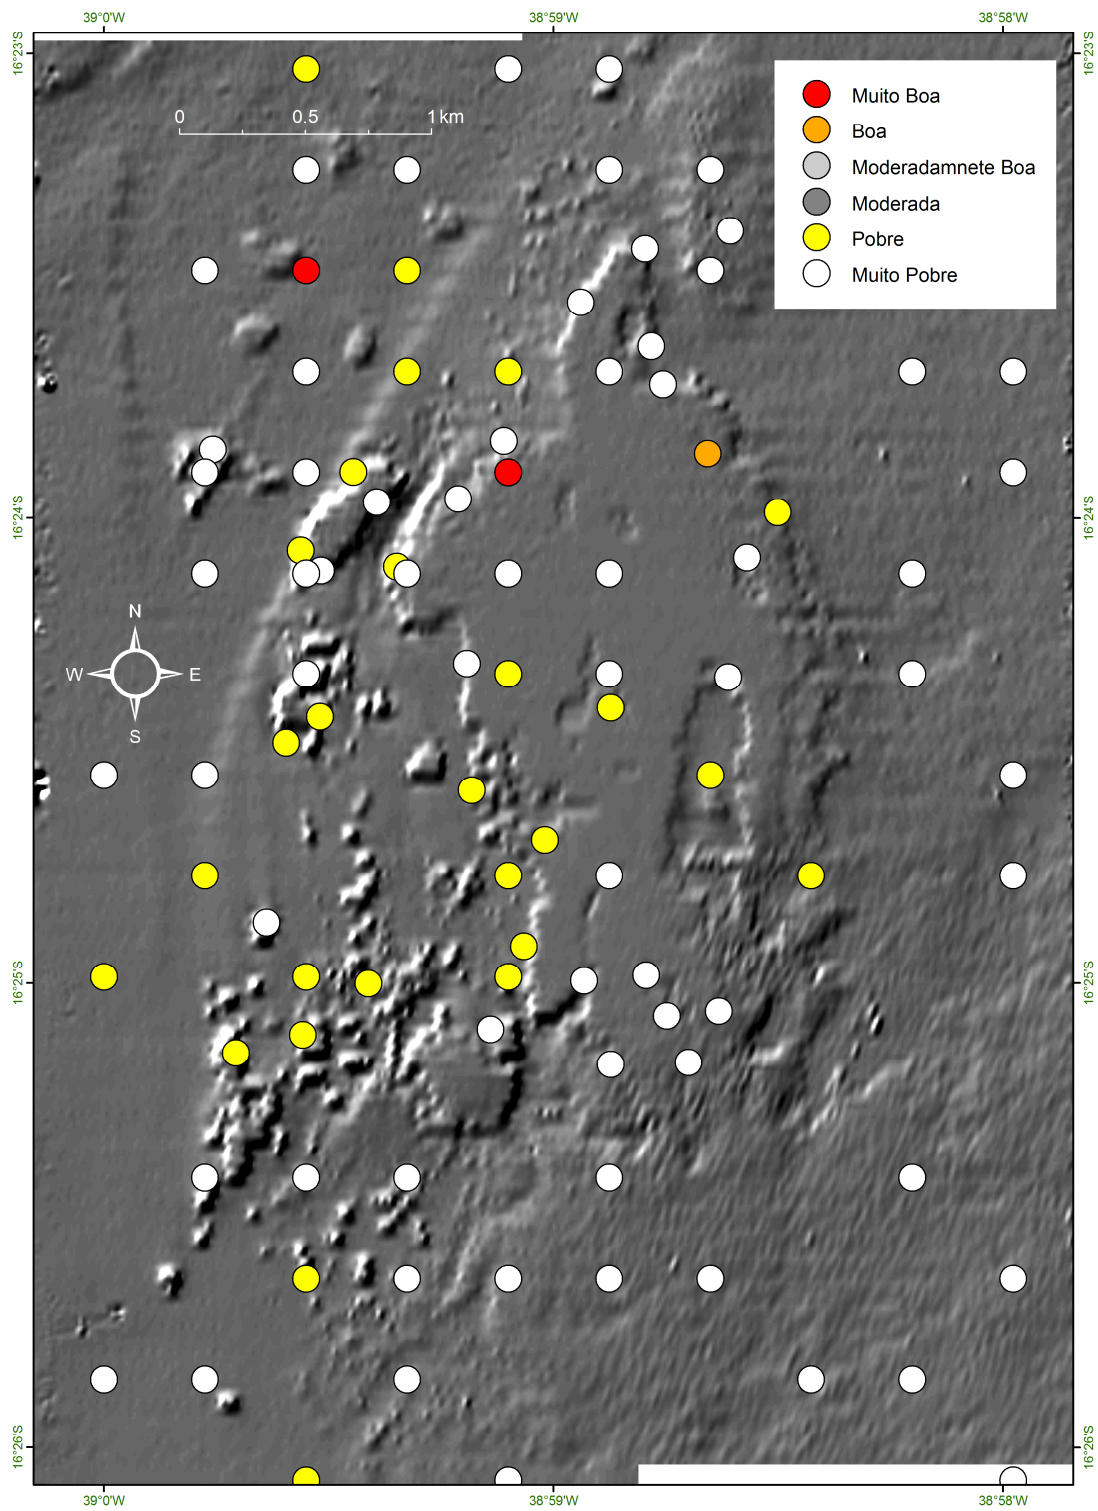 39°0'W 38°59'W 38°58'W
16°23'S 16°23'S
Muito Boa
0 0.5 1 km
Boa
Moderadamnete Boa
Moderada
Pobre
Muito Pobre
16°24'S 16°24'S
N
W E
S
16°25'S 16°25'S
16°26'S 16°26'S
39°0'W 38°59'W 38°58'W